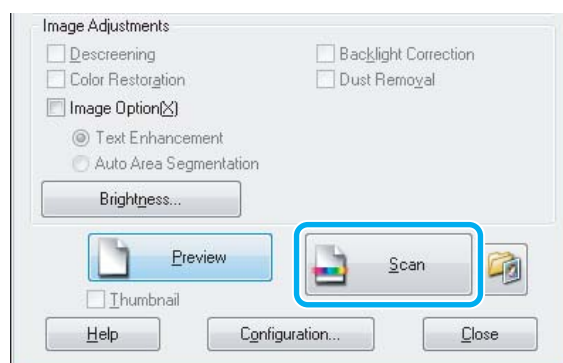 Image Adjustments
Descreening Backlight Correction
Color Restoration Dust Removal
Image Option(X)
Text Enhancement
Auto Area Segmentation
Brightness...
Preview Scan
Thumbnail
Help Configuration... Close